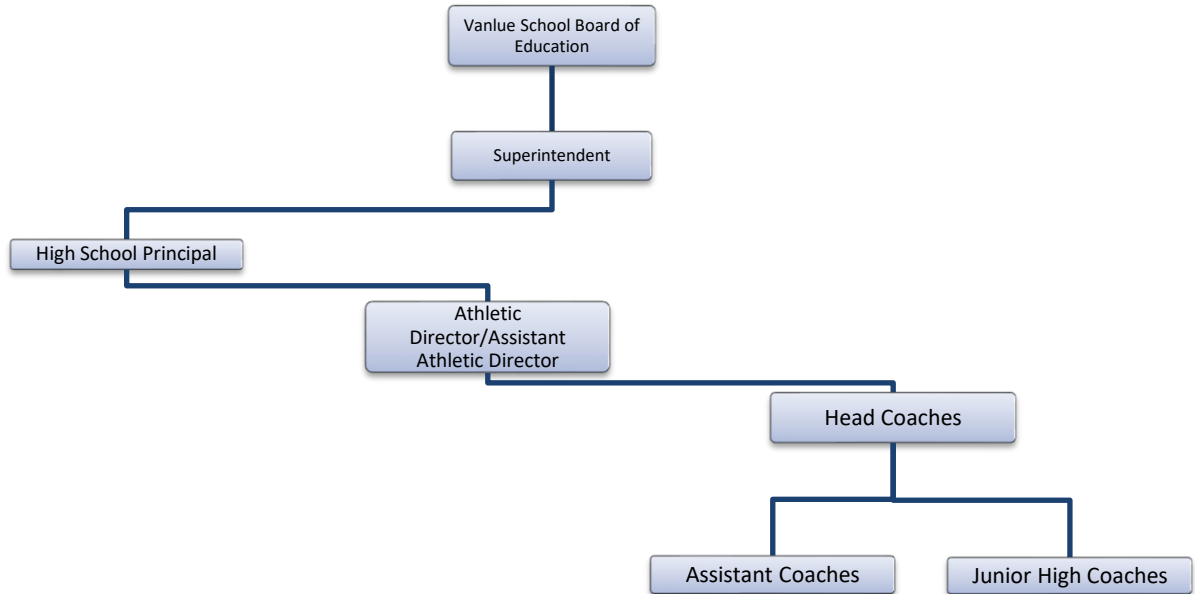 Vanlue School Board of
Education
Superintendent
High School Principal
Athletic
Director/Assistant
Athletic Director
Head Coaches
Assistant Coaches
Junior High Coaches